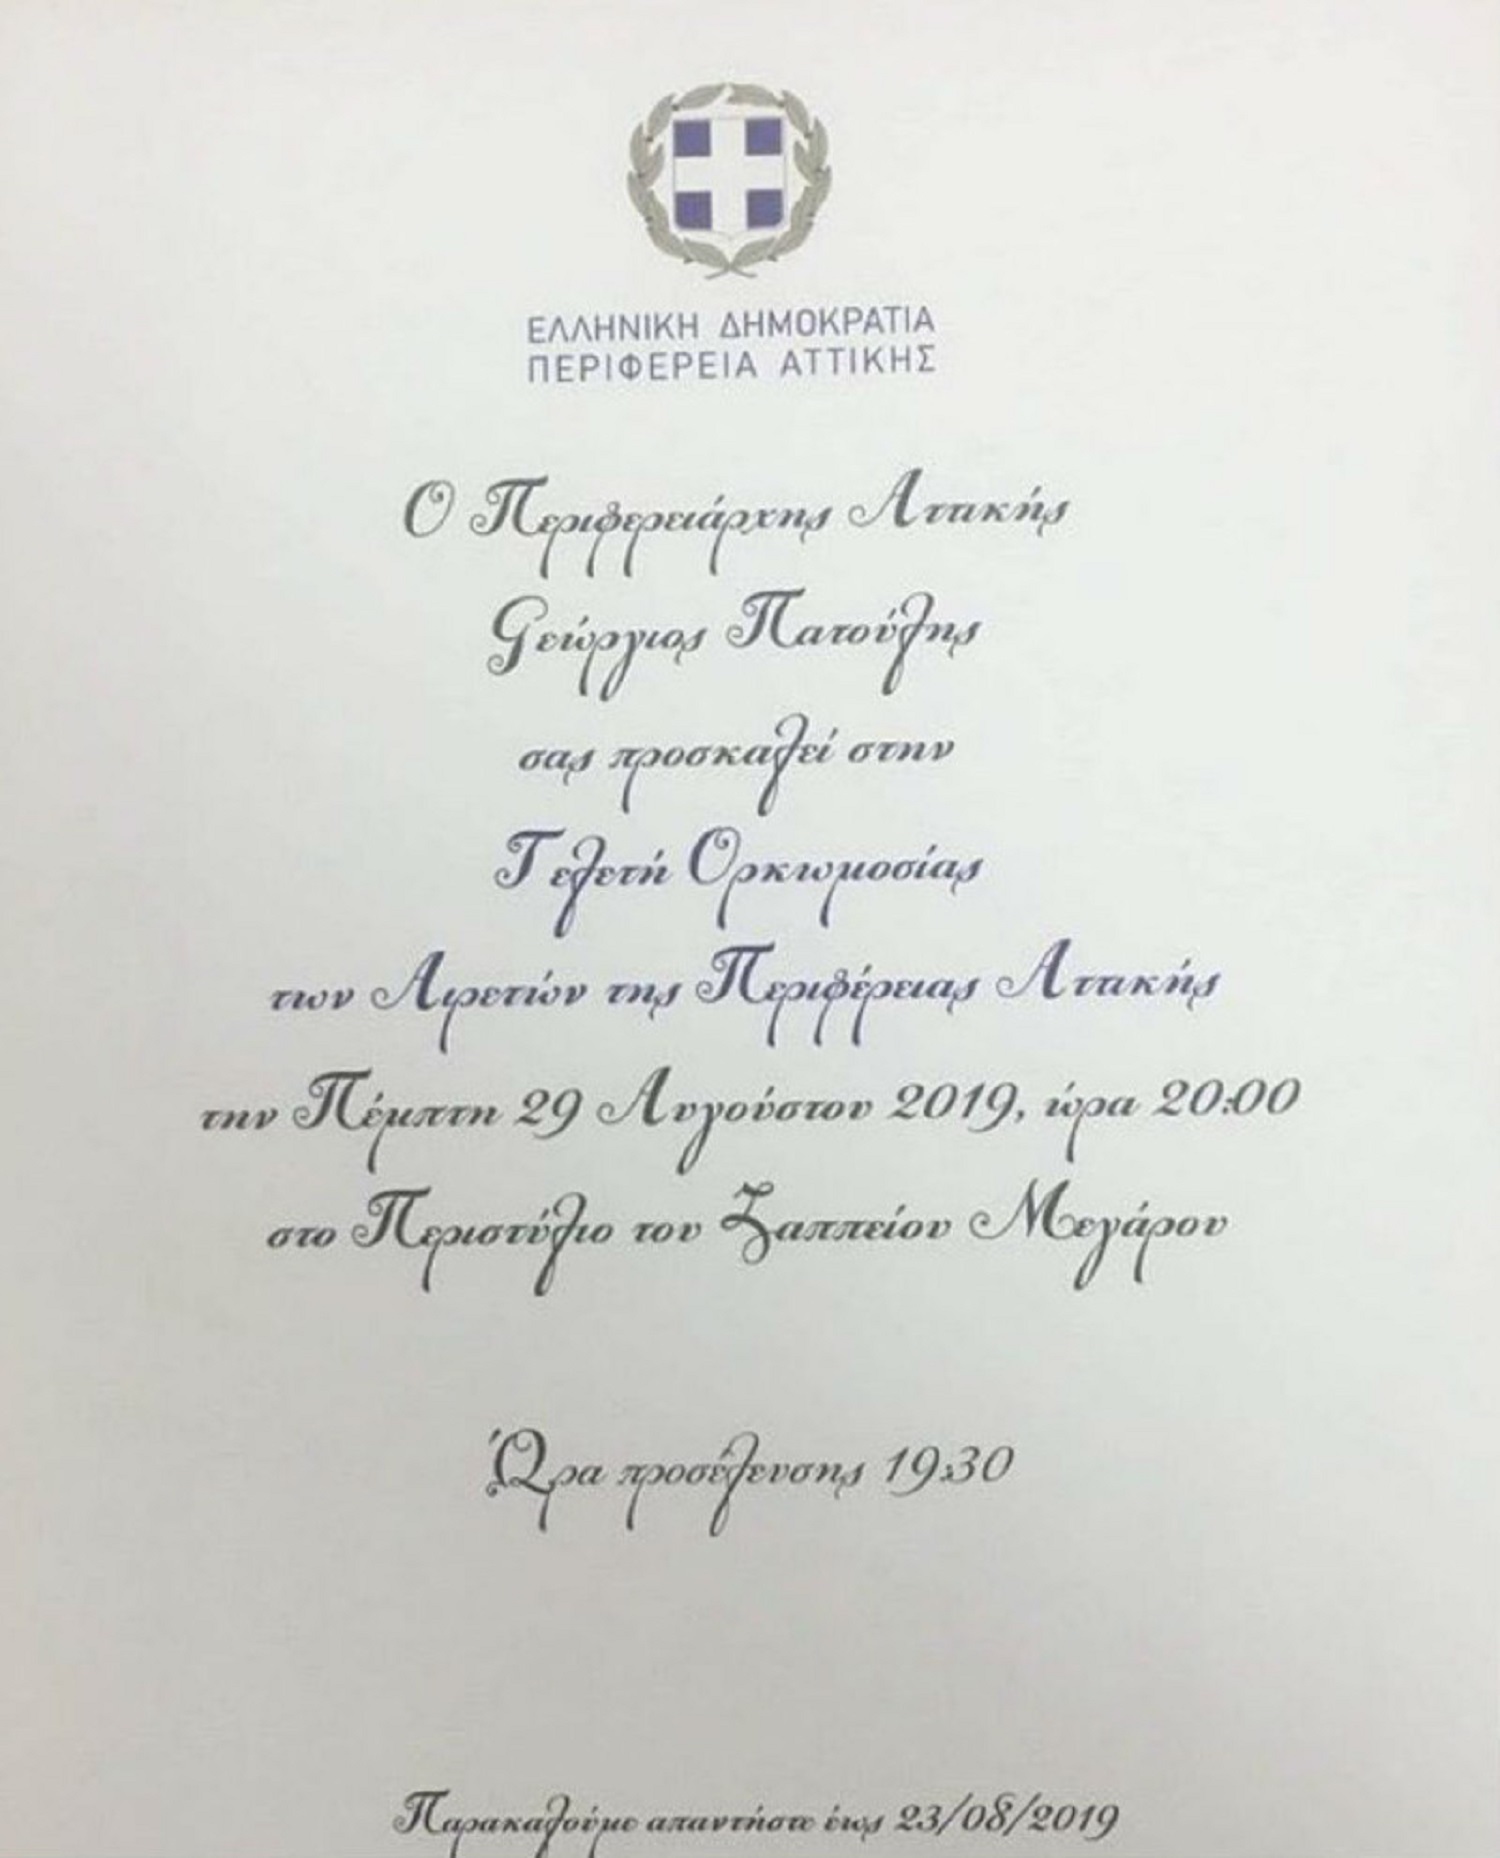 ΕΛΛΗΝΙΚΗ ΔΗΜΟΚΡΑΤΙΑ
ΠΕΡΙΦΕΡΕΙΑ ΑΤΤΙΚΗΣ
Ο Περιφερειάρχης Αττικής
Γεώργιος Πατούλης
σας προσκαλεί στην
Τελετή Ορκωμοσίας
των Αιρετών της Περιφέρειας Αττικής
την Πέμπτη 29 Αυγούστου 2019, ώρα 20:00
στο Περιστύλιο του Ζαππείου Μεγάρου
Ώρα προσέλευσης 19:30
Παρακαλούμε απαντήστε έως 23/08/2019